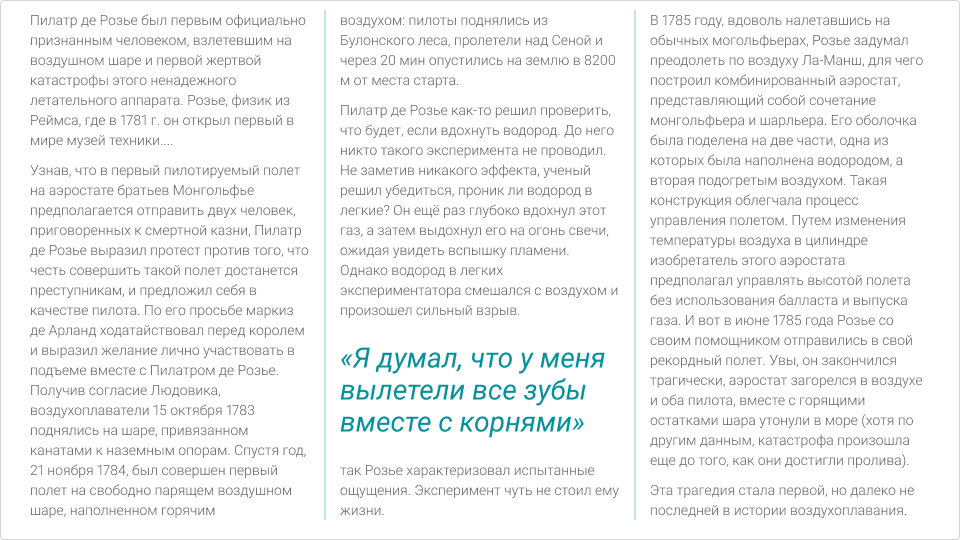 Пилатр де Розье был первым официально
признанным человеком, взлетевшим на
воздушном шаре и первой жертвой
катастрофы этого ненадежного
летательного аппарата. Розье, физик из
Реймса, где в 1781 г. он открыл первый в
мире музей техники....
Узнав, что в первый пилотируемый полет
на аэростате братьев Монгольфье
предполагается отправить двух человек,
приговоренных к смертной казни, Пилатр
де Розье выразил протест против того, что
честь совершить такой полет достанется
преступникам, и предложил себя в
качестве пилота. По его просьбе маркиз
де Арланд ходатайствовал перед королем
и выразил желание лично участвовать в
подъеме вместе с Пилатром де Розье.
Получив согласие Людовика,
воздухоплаватели 15 октября 1783
поднялись на шаре, привязанном
канатами к наземным опорам. Спустя год,
21 ноября 1784, был совершен первый
полет на свободно парящем воздушном
шаре, наполненном горячим
воздухом: пилоты поднялись из
Булонского леса, пролетели над Сеной и
через 20 мин опустились на землю в 8200
м от места старта.
Пилатр де Розье как-то решил проверить,
что будет, если вдохнуть водород. До него
никто такого эксперимента не проводил.
Не заметив никакого эффекта, ученый
решил убедиться, проник ли водород в
легкие? Он ещё раз глубоко вдохнул этот
газ, а затем выдохнул его на огонь свечи,
ожидая увидеть вспышку пламени.
Однако водород в легких
экспериментатора смешался с воздухом и
произошел сильный взрыв.
«Я думал, что у меня
вылетели все зубы
вместе с корнями»
так Розье характеризовал испытанные
ощущения. Эксперимент чуть не стоил ему
жизни.
В 1785 году, вдоволь налетавшись на
обычных могольфьерах, Розье задумал
преодолеть по воздуху Ла-Манш, для чего
построил комбинированный аэростат,
представляющий собой сочетание
монгольфьера и шарльера. Его оболочка
была поделена на две части, одна из
которых была наполнена водородом, а
вторая подогретым воздухом. Такая
конструкция облегчала процесс
управления полетом. Путем изменения
температуры воздуха в цилиндре
изобретатель этого аэростата
предполагал управлять высотой полета
без использования балласта и выпуска
газа. И вот в июне 1785 года Розье со
своим помощником отправились в свой
рекордный полет. Увы, он закончился
трагически, аэростат загорелся в воздухе
и оба пилота, вместе с горящими
остатками шара утонули в море (хотя по
другим данным, катастрофа произошла
еще до того, как они достигли пролива).
Эта трагедия стала первой, но далеко не
последней в истории воздухоплавания.